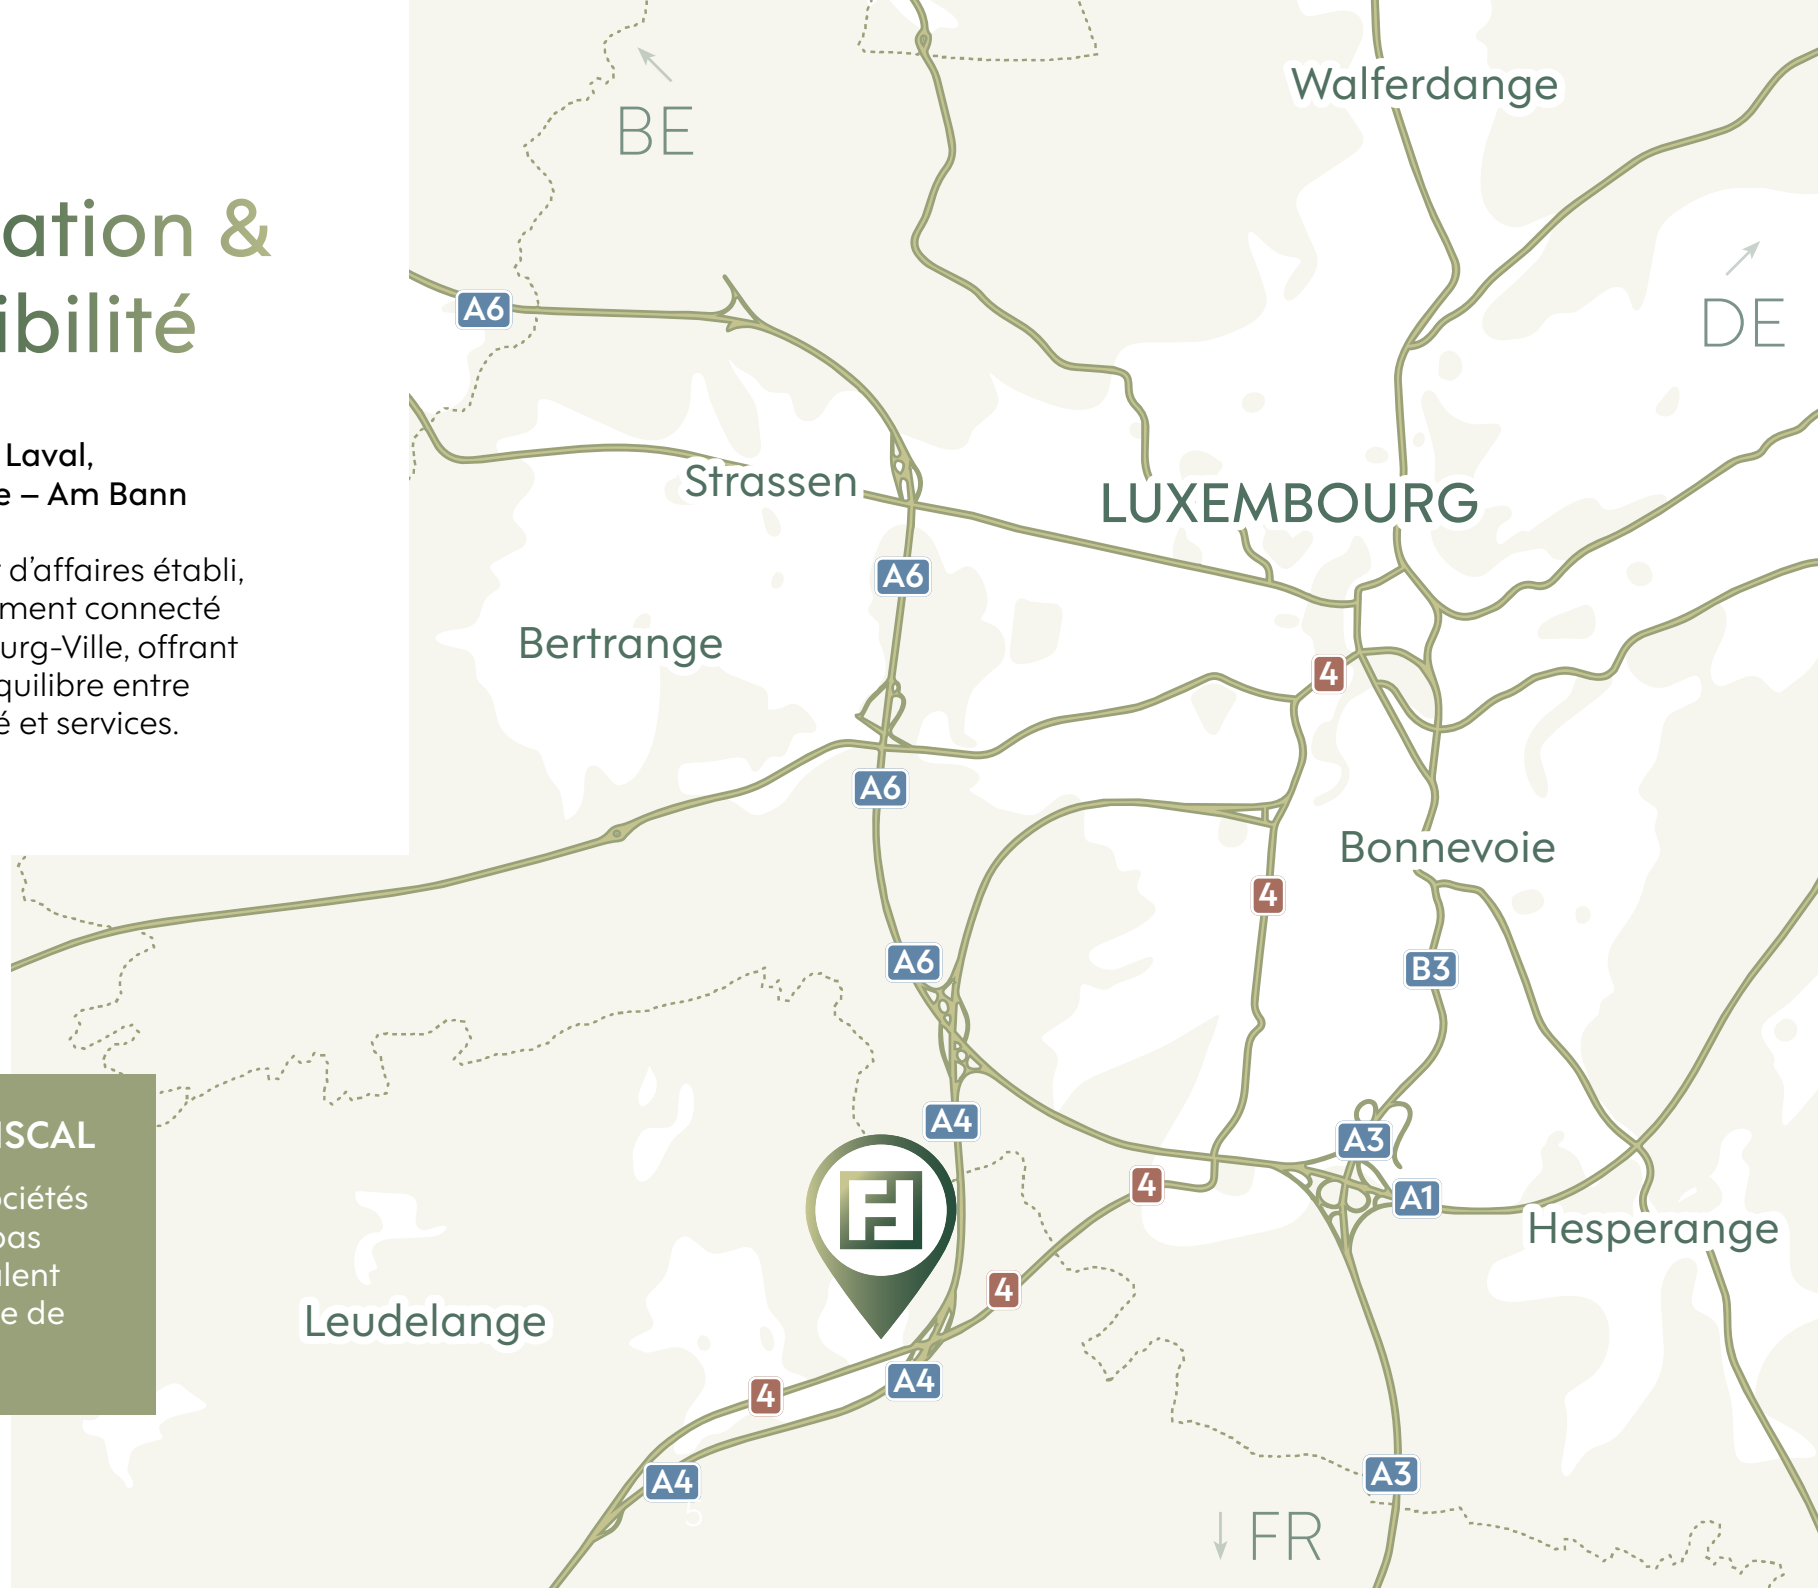 ation &
ibilité
Laval,
e – Am Bann
d’affaires établi,
ment connecté
urg-Ville, offrant
quilibre entre
é et services.
ISCAL
ciétés
pas
lent
e de
BE
Walferdange
DE
A6
Strassen
LUXEMBOURG
A6
Bertrange
4
A6
Bonnevoie
4
A6
B3
A4
A3
4
A1
Hesperange
4
Leudelange
A4
4
A3
A4
5
FR